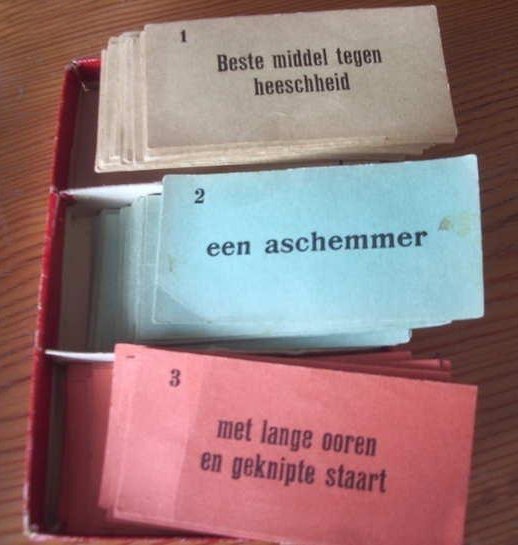 1
Beste middel tegen
heeschheid
2
een aschemmer
3
met lange ooren
en geknipte staart